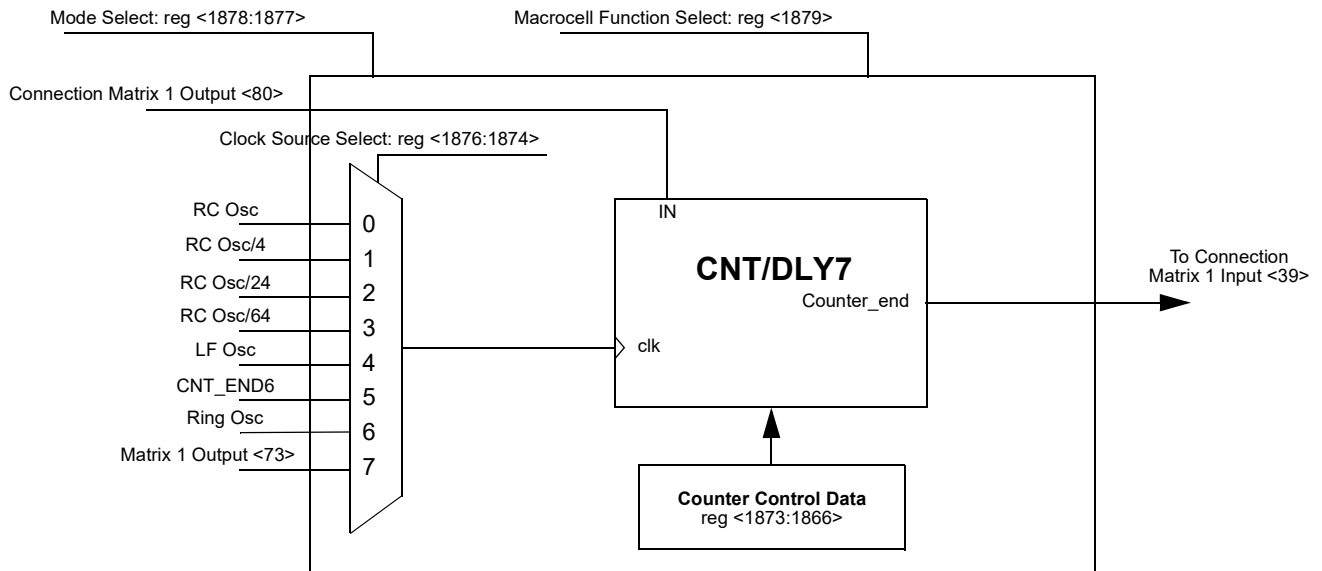 Mode Select: reg <1878:1877>
Macrocell Function Select: reg <1879>
Connection Matrix 1 Output <80>
Clock Source Select: reg <1876:1874>
RC Osc
0
RC Osc/4
1
RC Osc/24
2
RC Osc/64
3
LF Osc
4
CNT_END6
5
Ring Osc
6
Matrix 1 Output <73>
7
IN
CNT/DLY7
Counter_end
clk
To Connection
Matrix 1 Input <39>
Counter Control Data
reg <1873:1866>